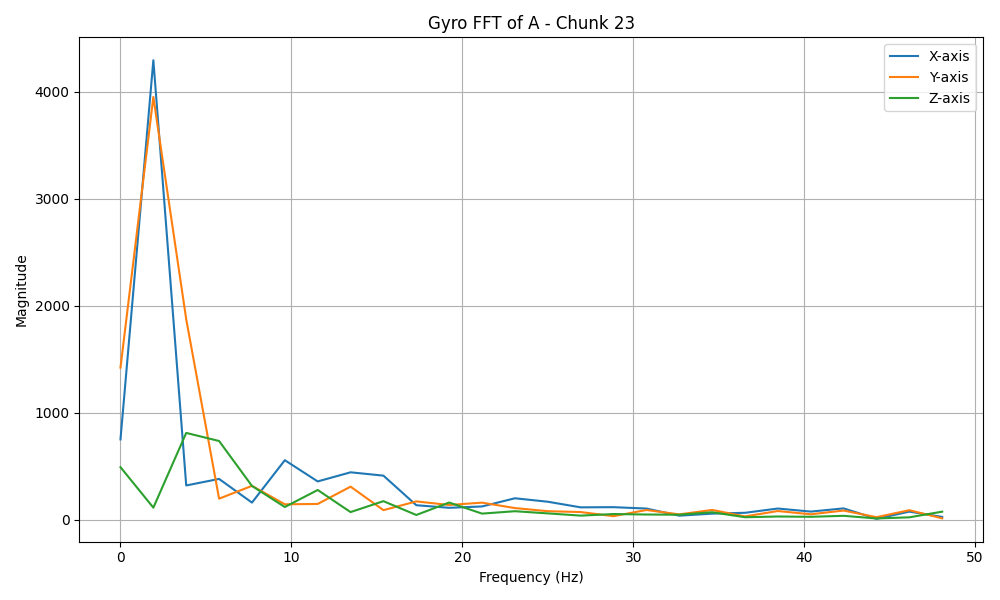 Gyro FFT of A - Chunk 23
X-axis
Y-axis
Z-axis
Magnitude
4000
3000
2000
1000
0
0 10 20 30 40 50
Frequency (Hz)